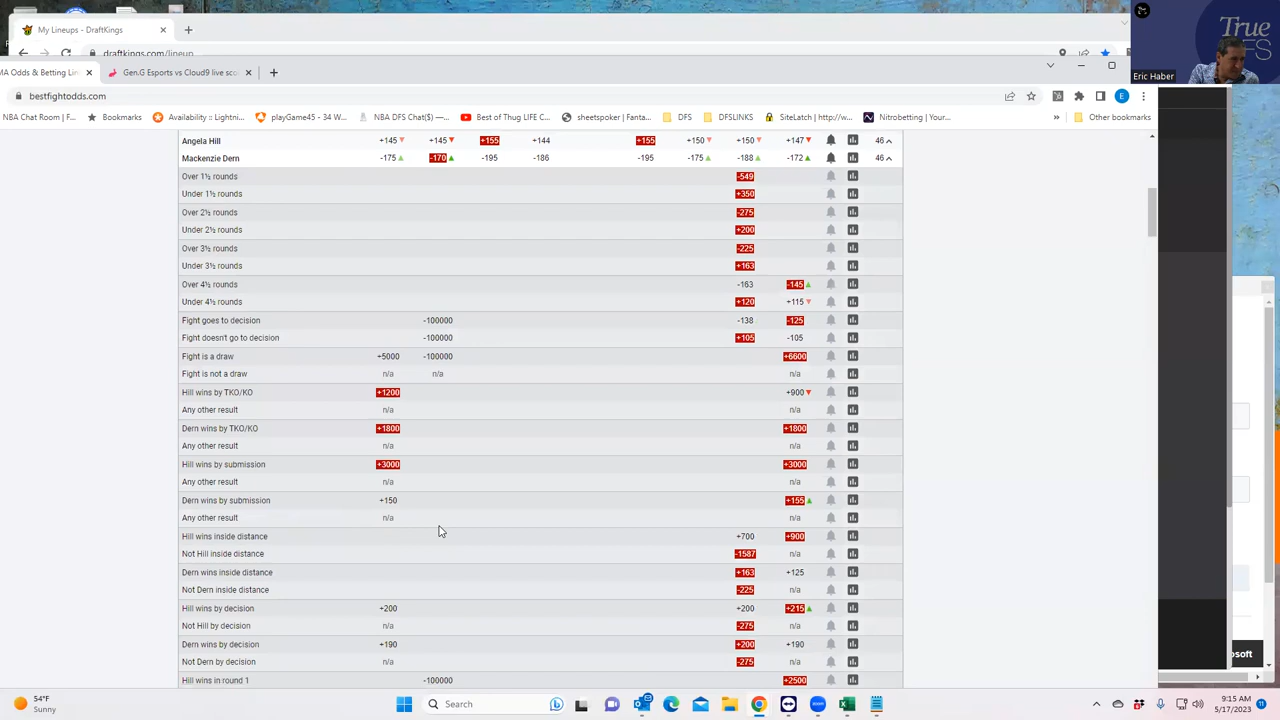 My Lineups - DraftKings
draftkings.com/lineup
True
FS
Eric Haber
MA Odds & Betting Lin
Gen.G Esports vs Cloud9 live sco
bestfightodds.com
E
NBA Chat Room | F...
Bookmarks
Availability :: Lightni...
playGame45 - 34 W...
NBA DFS Chat(5) —...
Best of Thug LIFE C...
sheetspoker | Fanta...
DFS
DFSLINKS
SiteLatch | http://w...
Nitrobetting | Your...
Other bookmarks
Angela Hill +145 +145 +155 +144 +155 +150 +150 +147 46
Mackenzie Dern -175 -170 -195 -186 -195 -175 -188 -172 46
Over 1½ rounds -549
Under 1½ rounds +350
Over 2½ rounds -275
Under 2½ rounds +200
Over 3½ rounds -225
Under 3½ rounds +163
Over 4½ rounds -163 -145
Under 4½ rounds +120 +115
Fight goes to decision -100000 -138 -125
Fight doesn't go to decision -100000 +105 -105
Fight is a draw +5000 -100000 +6600
Fight is not a draw n/a n/a n/a
Hill wins by TKO/KO +1200 +900
Any other result n/a n/a
Dern wins by TKO/KO +1800 +1800
Any other result n/a n/a
Hill wins by submission +3000 +3000
Any other result n/a n/a
Dern wins by submission +150 +155
Any other result n/a n/a
Hill wins inside distance +700 +900
Not Hill inside distance -1587 n/a
Dern wins inside distance +163 +125
Not Dern inside distance -225 n/a
Hill wins by decision +200 +200 +215
Not Hill by decision n/a -275 n/a
Dern wins by decision +190 +200 +190
Not Dern by decision n/a -275 n/a
Hill wins in round 1 -100000 +2500
osoft
54°F
Sunny
Search
9:15 AM
5/17/2023